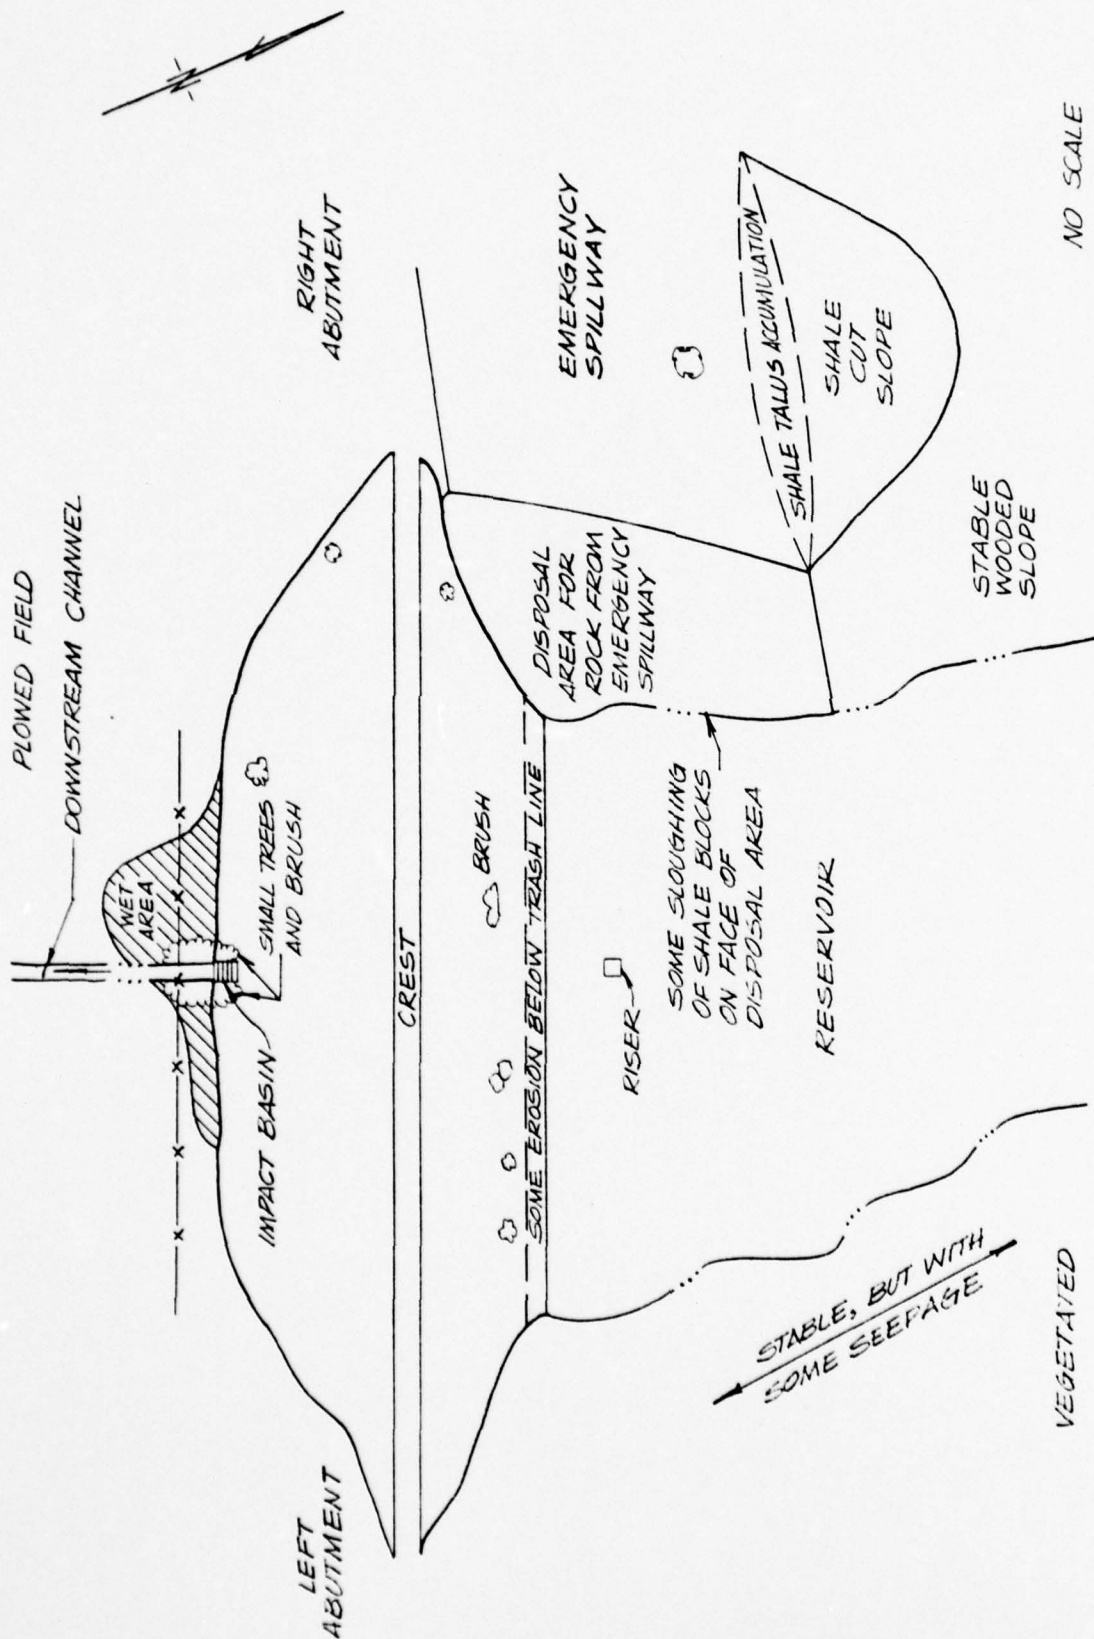 PLOWED FIELD
DOWNSTREAM CHANNEL
N
WET
AREA
SMALL TREES
AND BRUSH
IMPACT BASIN
LEFT
ABUTMENT
RIGHT
ABUTMENT
CREST
BRUSH
SOME EROSION BELOW TRASH LINE
RISER
DISPOSAL
AREA FOR
ROCK FROM
EMERGENCY
SPILLWAY
EMERGENCY
SPILLWAY
SOME SLOUGHING
OF SHALE BLOCKS
ON FACE OF
DISPOSAL AREA
RESERVOIR
SHALE TALUS ACCUMULATION
SHALE
CUT
SLOPE
STABLE
WOODED
SLOPE
STABLE, BUT WITH
SOME SEEPAGE
VEGETATED
NO SCALE